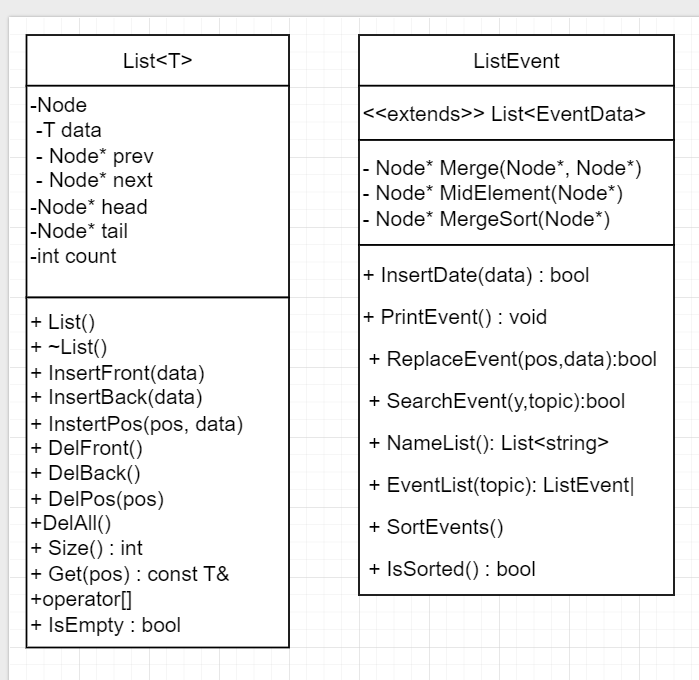 List<T>
-Node
-T data
- Node* prev
- Node* next
-Node* head
-Node* tail
-int count
+ List()
+ ~List()
+ InsertFront(data)
+ InsertBack(data)
+ InstertPos(pos, data)
+ DelFront()
+ DelBack()
+ DelPos(pos)
+DelAll()
+ Size() : int
+ Get(pos) : const T&
+operator[]
+ IsEmpty : bool
ListEvent
<<extends>> List<EventData>
- Node* Merge(Node*, Node*)
- Node* MidElement(Node*)
- Node* MergeSort(Node*)
+ InsertDate(data) : bool
+ PrintEvent() : void
+ ReplaceEvent(pos,data):bool
+ SearchEvent(y,topic):bool
+ NameList(): List<string>
+ EventList(topic): ListEvent|
+ SortEvents()
+ IsSorted() : bool